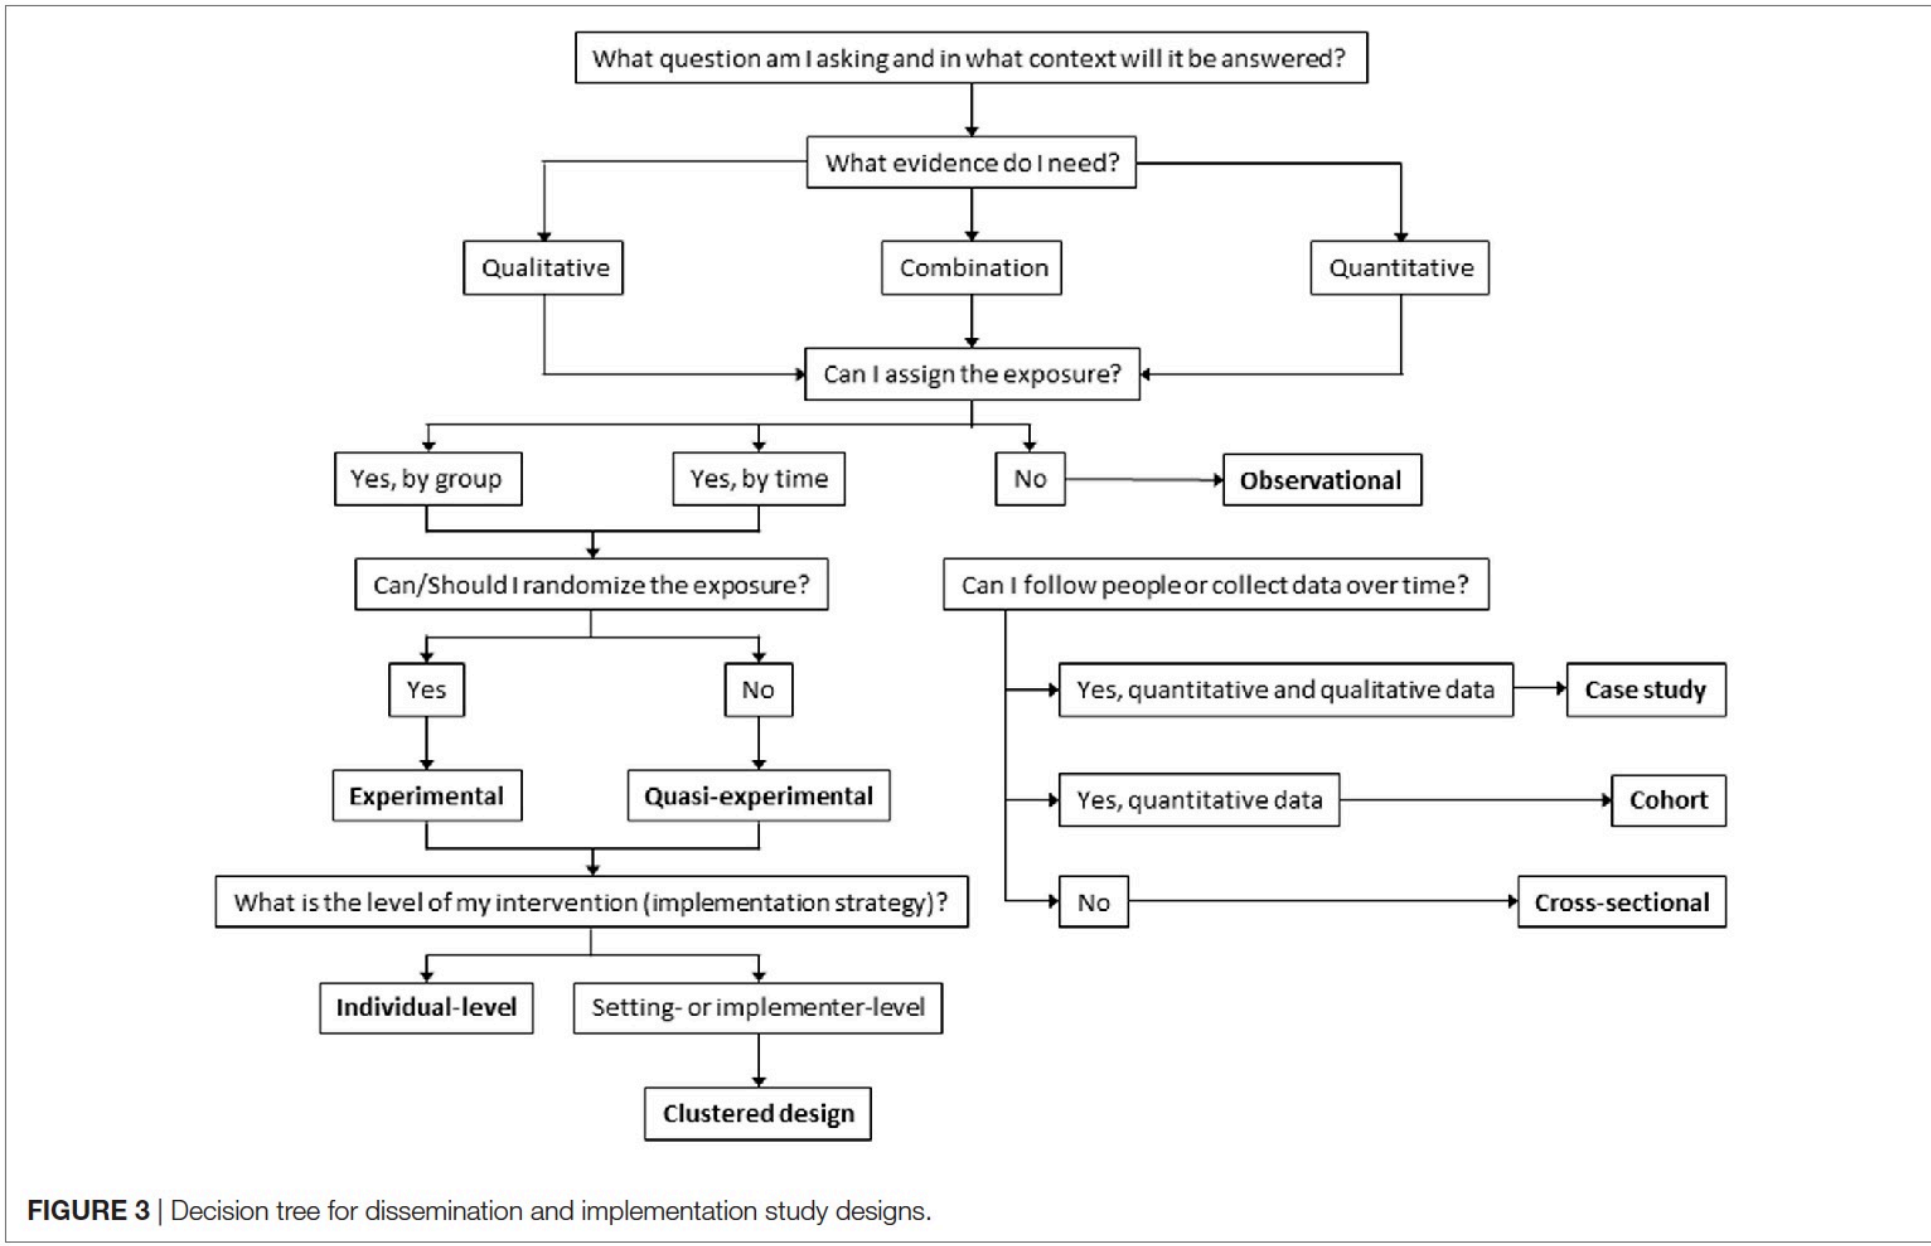 What question am I asking and in what context will it be answered?
What evidence do I need?
Qualitative
Combination
Quantitative
Can I assign the exposure?
Yes, by group
Yes, by time
No
Observational
Can/Should I randomize the exposure?
Can I follow people or collect data over time?
Yes
No
Yes, quantitative and qualitative data
Case study
Experimental
Quasi-experimental
Yes, quantitative data
Cohort
What is the level of my intervention (implementation strategy)?
No
Cross-sectional
Individual-level
Setting- or implementer-level
Clustered design
FIGURE 3 | Decision tree for dissemination and implementation study designs.